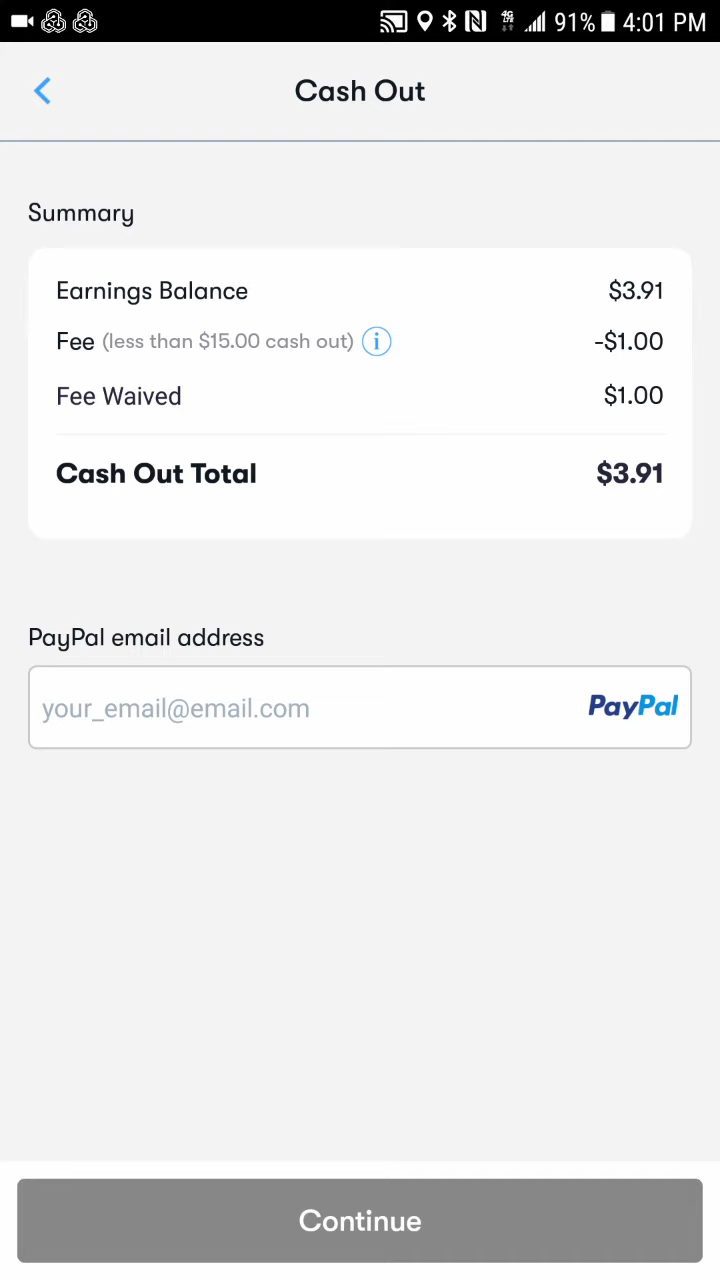 91% 4:01 PM
Cash Out
Summary
Earnings Balance $3.91
Fee (less than $15.00 cash out) i -$1.00
Fee Waived $1.00
Cash Out Total $3.91
PayPal email address
your_email@email.com PayPal
Continue